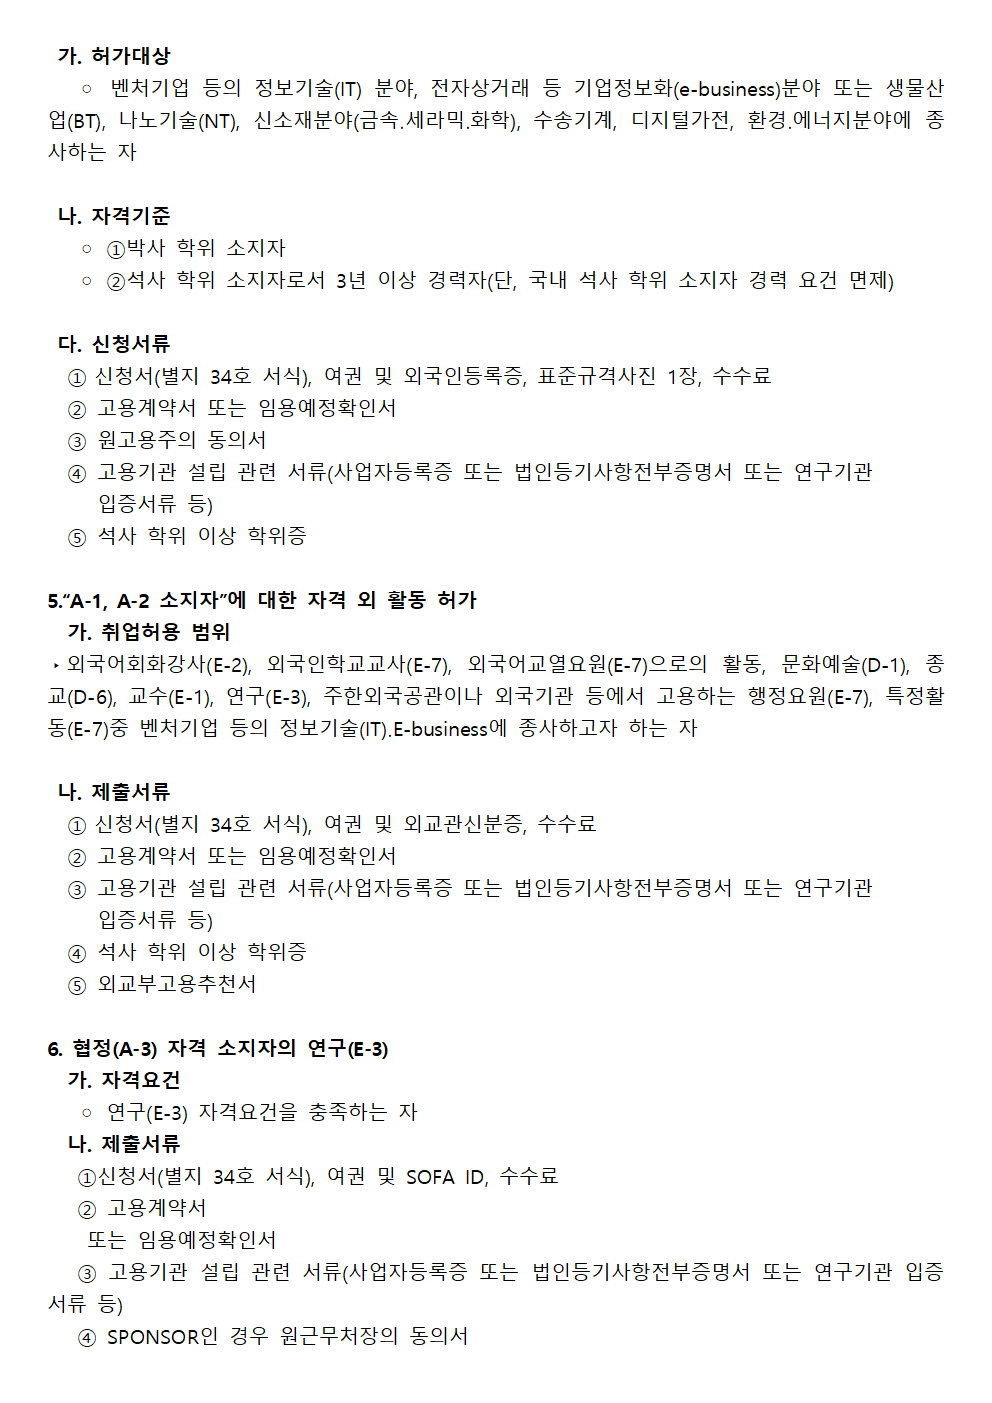 가. 허가대상
○ 벤처기업 등의 정보기술(IT) 분야, 전자상거래 등 기업정보화(e-business)분야 또는 생물산
업(BT), 나노기술(NT), 신소재분야(금속.세라믹.화학), 수송기계, 디지털가전, 환경.에너지분야에 종
사하는 자
나. 자격기준
○ ①박사 학위 소지자
○ ②석사 학위 소지자로서 3년 이상 경력자(단, 국내 석사 학위 소지자 경력 요건 면제)
다. 신청서류
① 신청서(별지 34호 서식), 여권 및 외국인등록증, 표준규격사진 1장, 수수료
② 고용계약서 또는 임용예정확인서
③ 원고용주의 동의서
④ 고용기관 설립 관련 서류(사업자등록증 또는 법인등기사항전부증명서 또는 연구기관
입증서류 등)
⑤ 석사 학위 이상 학위증
5.“A-1, A-2 소지자”에 대한 자격 외 활동 허가
가. 취업허용 범위
‣외국어회화강사(E-2), 외국인학교교사(E-7), 외국어교열요원(E-7)으로의 활동, 문화예술(D-1), 종
교(D-6), 교수(E-1), 연구(E-3), 주한외국공관이나 외국기관 등에서 고용하는 행정요원(E-7), 특정활
동(E-7)중 벤처기업 등의 정보기술(IT).E-business에 종사하고자 하는 자
나. 제출서류
① 신청서(별지 34호 서식), 여권 및 외교관신분증, 수수료
② 고용계약서 또는 임용예정확인서
③ 고용기관 설립 관련 서류(사업자등록증 또는 법인등기사항전부증명서 또는 연구기관
입증서류 등)
④ 석사 학위 이상 학위증
⑤ 외교부고용추천서
6. 협정(A-3) 자격 소지자의 연구(E-3)
가. 자격요건
○ 연구(E-3) 자격요건을 충족하는 자
나. 제출서류
①신청서(별지 34호 서식), 여권 및 SOFA ID, 수수료
② 고용계약서
또는 임용예정확인서
③ 고용기관 설립 관련 서류(사업자등록증 또는 법인등기사항전부증명서 또는 연구기관 입증
서류 등)
④ SPONSOR인 경우 원근무처장의 동의서